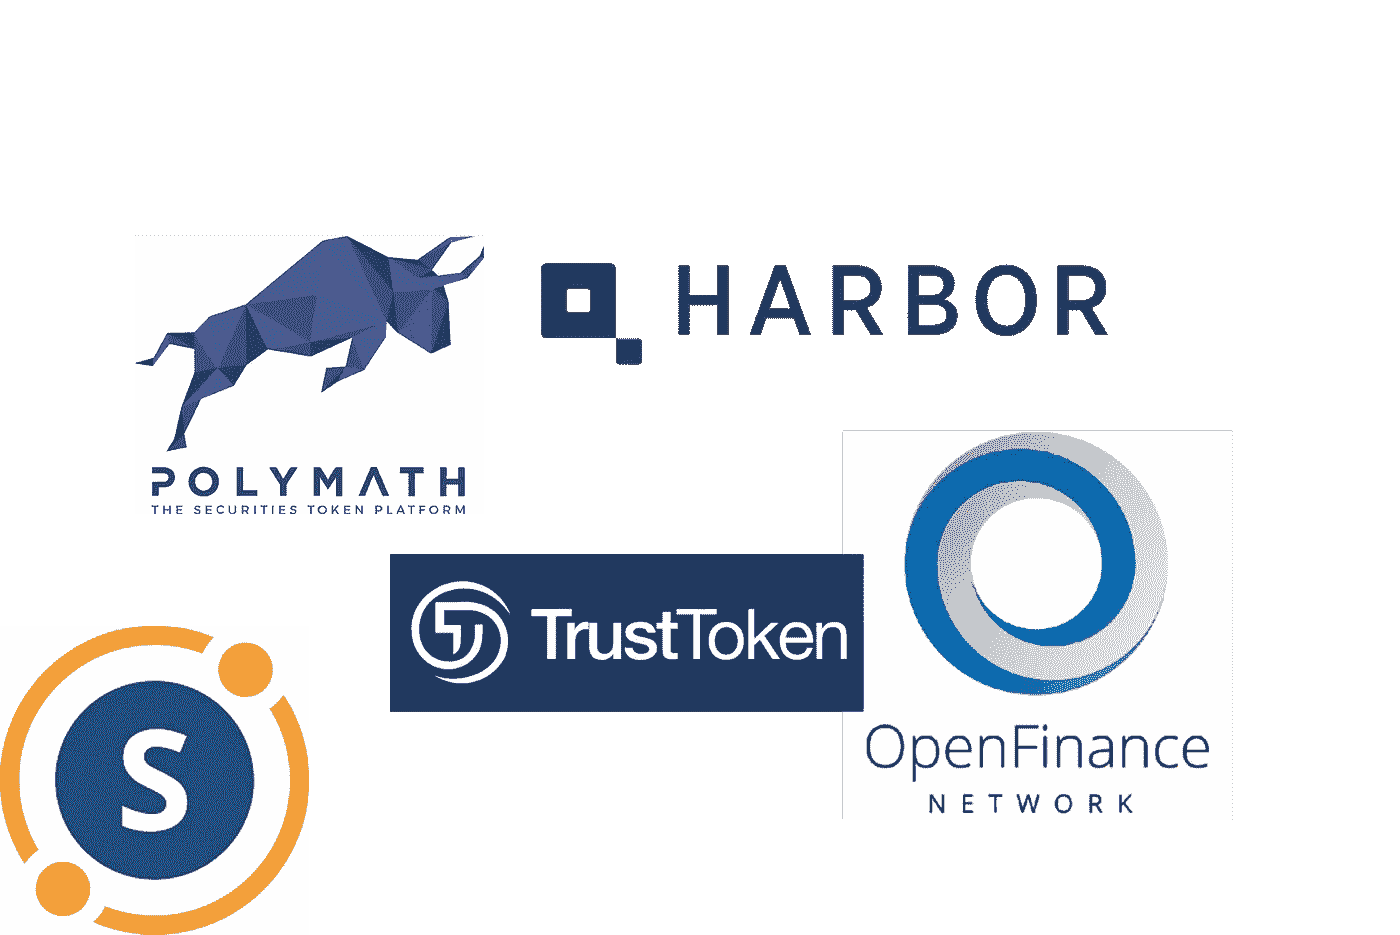 POLYMATH
THE SECURITIES TOKEN PLATFORM
HARBOR
TrustToken
OpenFinance
NETWORK
S